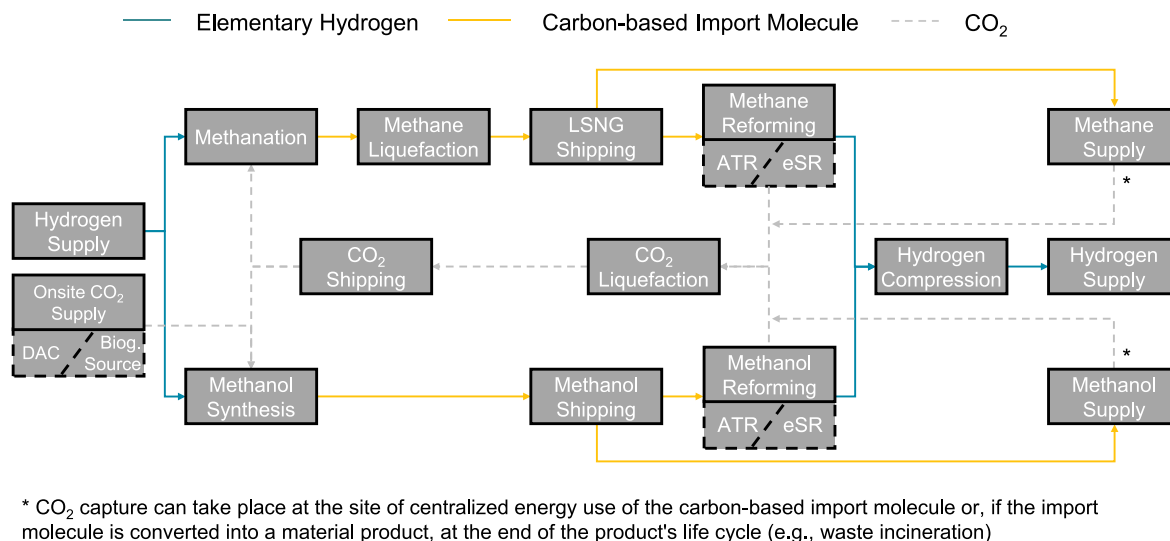 Elementary Hydrogen
Carbon-based Import Molecule
CO₂
Methanation
Methane
Liquefaction
LSNG
Shipping
Methane
Reforming
ATR
eSR
Methane
Supply
*
Hydrogen
Supply
CO₂
Shipping
CO₂
Liquefaction
Hydrogen
Compression
Hydrogen
Supply
Onsite CO₂
Supply
DAC
Biog.
Source
Methanol
Synthesis
Methanol
Shipping
Methanol
Reforming
ATR
eSR
*
Methanol
Supply
* CO₂ capture can take place at the site of centralized energy use of the carbon-based import molecule or, if the import
molecule is converted into a material product, at the end of the product's life cycle (e.g., waste incineration)